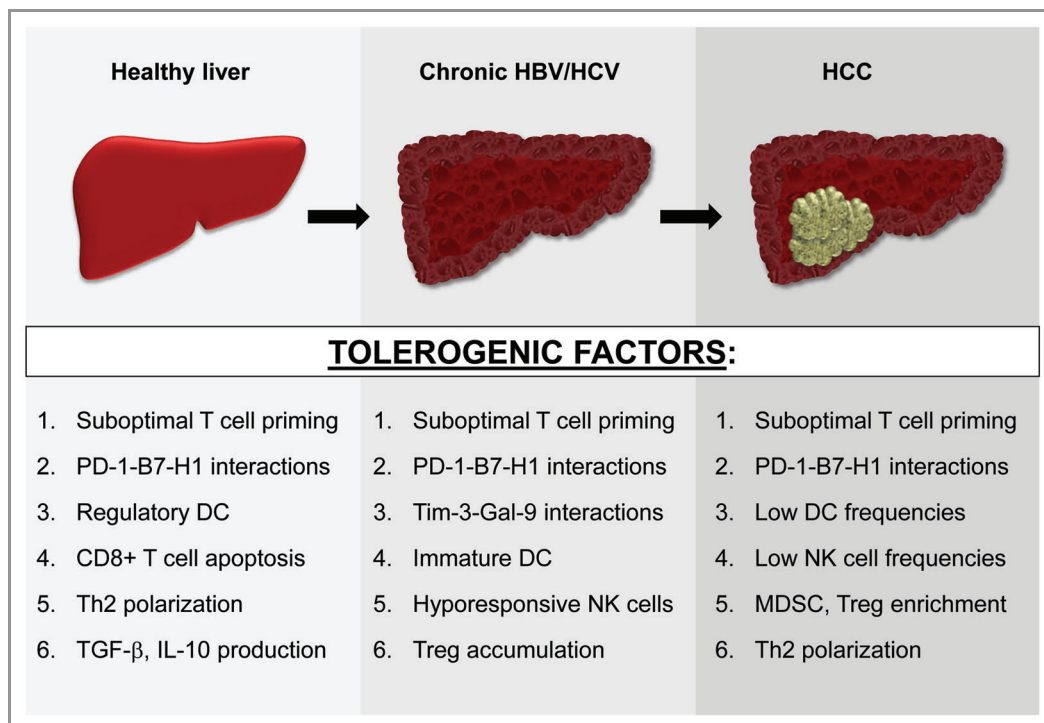 Healthy liver
Chronic HBV/HCV
HCC
TOLEROGENIC FACTORS:
1. Suboptimal T cell priming
2. PD-1-B7-H1 interactions
3. Regulatory DC
4. CD8+ T cell apoptosis
5. Th2 polarization
6. TGF-β, IL-10 production
1. Suboptimal T cell priming
2. PD-1-B7-H1 interactions
3. Tim-3-Gal-9 interactions
4. Immature DC
5. Hyporesponsive NK cells
6. Treg accumulation
1. Suboptimal T cell priming
2. PD-1-B7-H1 interactions
3. Low DC frequencies
4. Low NK cell frequencies
5. MDSC, Treg enrichment
6. Th2 polarization